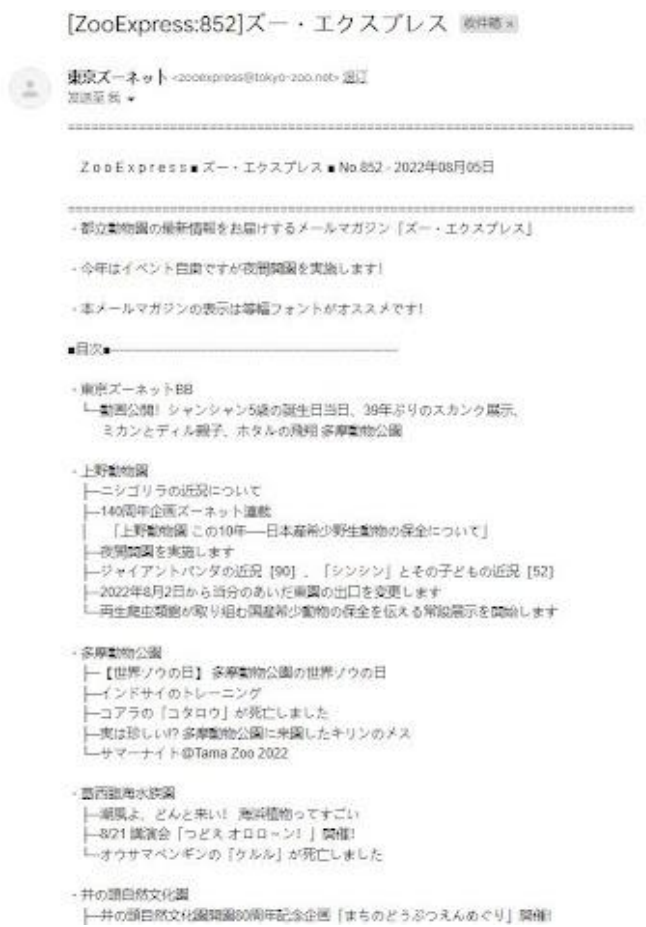 [ZooExpress:852]ズー・エクスプレス 收件箱 ×
東京ズーネット <zooexpress@tokyo-zoo.net> 退订
发送至 我
==========================================================================
ZooExpress■ズー・エクスプレス■No.852 - 2022年08月05日
==========================================================================
- 都立動物園の最新情報をお届けするメールマガジン「ズー・エクスプレス」
- 今年はイベント自粛ですが夜間開園を実施します!
- 本メールマガジンの表示は等幅フォントがオススメです!
■目次■――――――――――――――――――――
- 東京ズーネットBB
└―動画公開! シャンシャン5歳の誕生日当日、39年ぶりのスカンク展示、
ミカンとディル親子、ホタルの飛翔 多摩動物公園
- 上野動物園
├―ニシゴリラの近況について
├―140周年企画ズーネット連載
│ 「上野動物園 この10年――日本産希少野生動物の保全について」
├―夜間開園を実施します
├―ジャイアントパンダの近況 [90] 、「シンシン」とその子どもの近況 [52]
├―2022年8月2日から当分のあいだ東園の出口を変更します
└―両生爬虫類館が取り組む国産希少動物の保全を伝える常設展示を開始します
- 多摩動物公園
├―【世界ゾウの日】 多摩動物公園の世界ゾウの日
├―インドサイのトレーニング
├―コアラの「コタロウ」が死亡しました
├―実は珍しい!? 多摩動物公園に来園したキリンのメス
└―サマーナイト@Tama Zoo 2022
- 葛西臨海水族園
├―潮風よ、どんと来い! 海浜植物ってすごい
├―8/21 講演会「つどえ オロロ～ン!」開催!
└―オウサマペンギンの「ケルル」が死亡しました
- 井の頭自然文化園
├―井の頭自然文化園開園80周年記念企画「まちのどうぶつえんめぐり」開催!